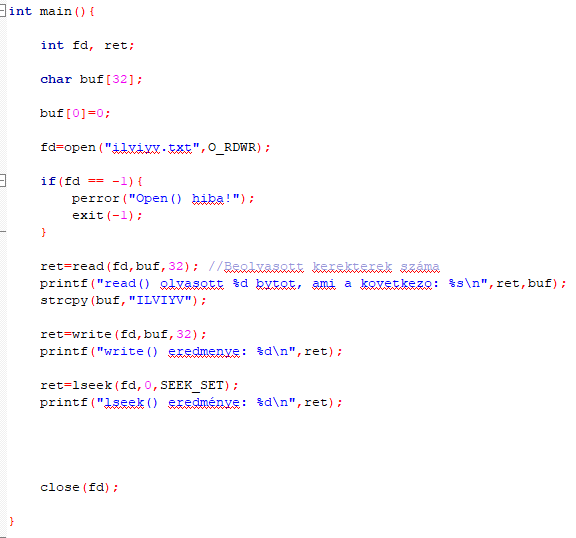 int main(){
int fd, ret;
char buf[32];
buf[0]=0;
fd=open("ilviyv.txt",O_RDWR);
if(fd == -1){
perror("Open() hiba!");
exit(-1);
}
ret=read(fd,buf,32); //Beolvasott kerekterek száma
printf("read() olvasott %d bytot, ami a kovetkezo: %s\n",ret,buf);
strcpy(buf,"ILVIYV");
ret=write(fd,buf,32);
printf("write() eredmenye: %d\n",ret);
ret=lseek(fd,0,SEEK_SET);
printf("lseek() eredménye: %d\n",ret);
close(fd);
}